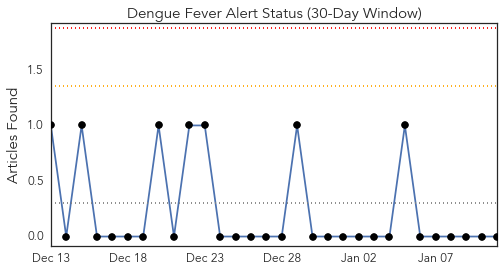 Dengue Fever Alert Status (30-Day Window)
Articles Found
1.5
1.0
0.5
0.0
Dec 13 Dec 18 Dec 23 Dec 28 Jan 02 Jan 07